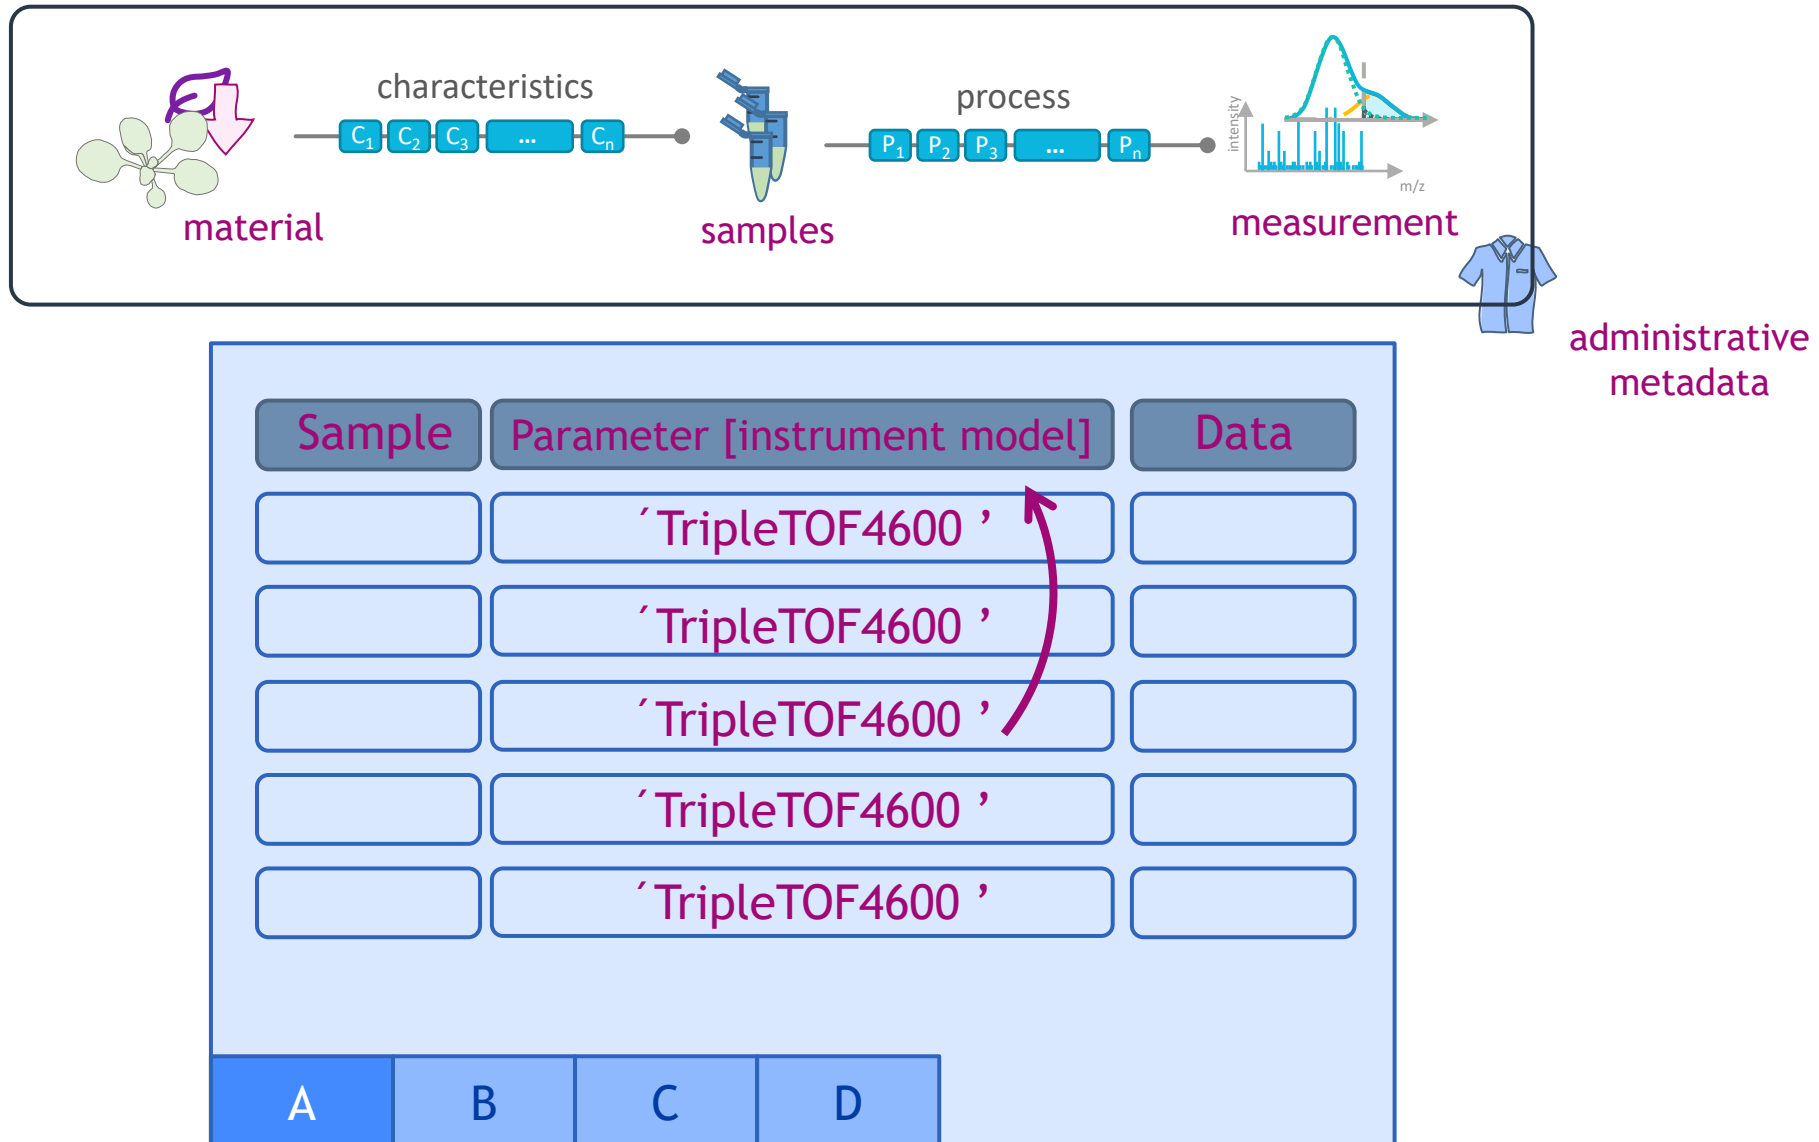 characteristics
C1 C2 C3 ... Cn
process
P1 P2 P3 ... Pn
intensity
m/z
material
samples
measurement
administrative
metadata
Sample Parameter [instrument model] Data
´TripleTOF4600 ’
´TripleTOF4600 ’
´TripleTOF4600 ’
´TripleTOF4600 ’
´TripleTOF4600 ’
A B C D